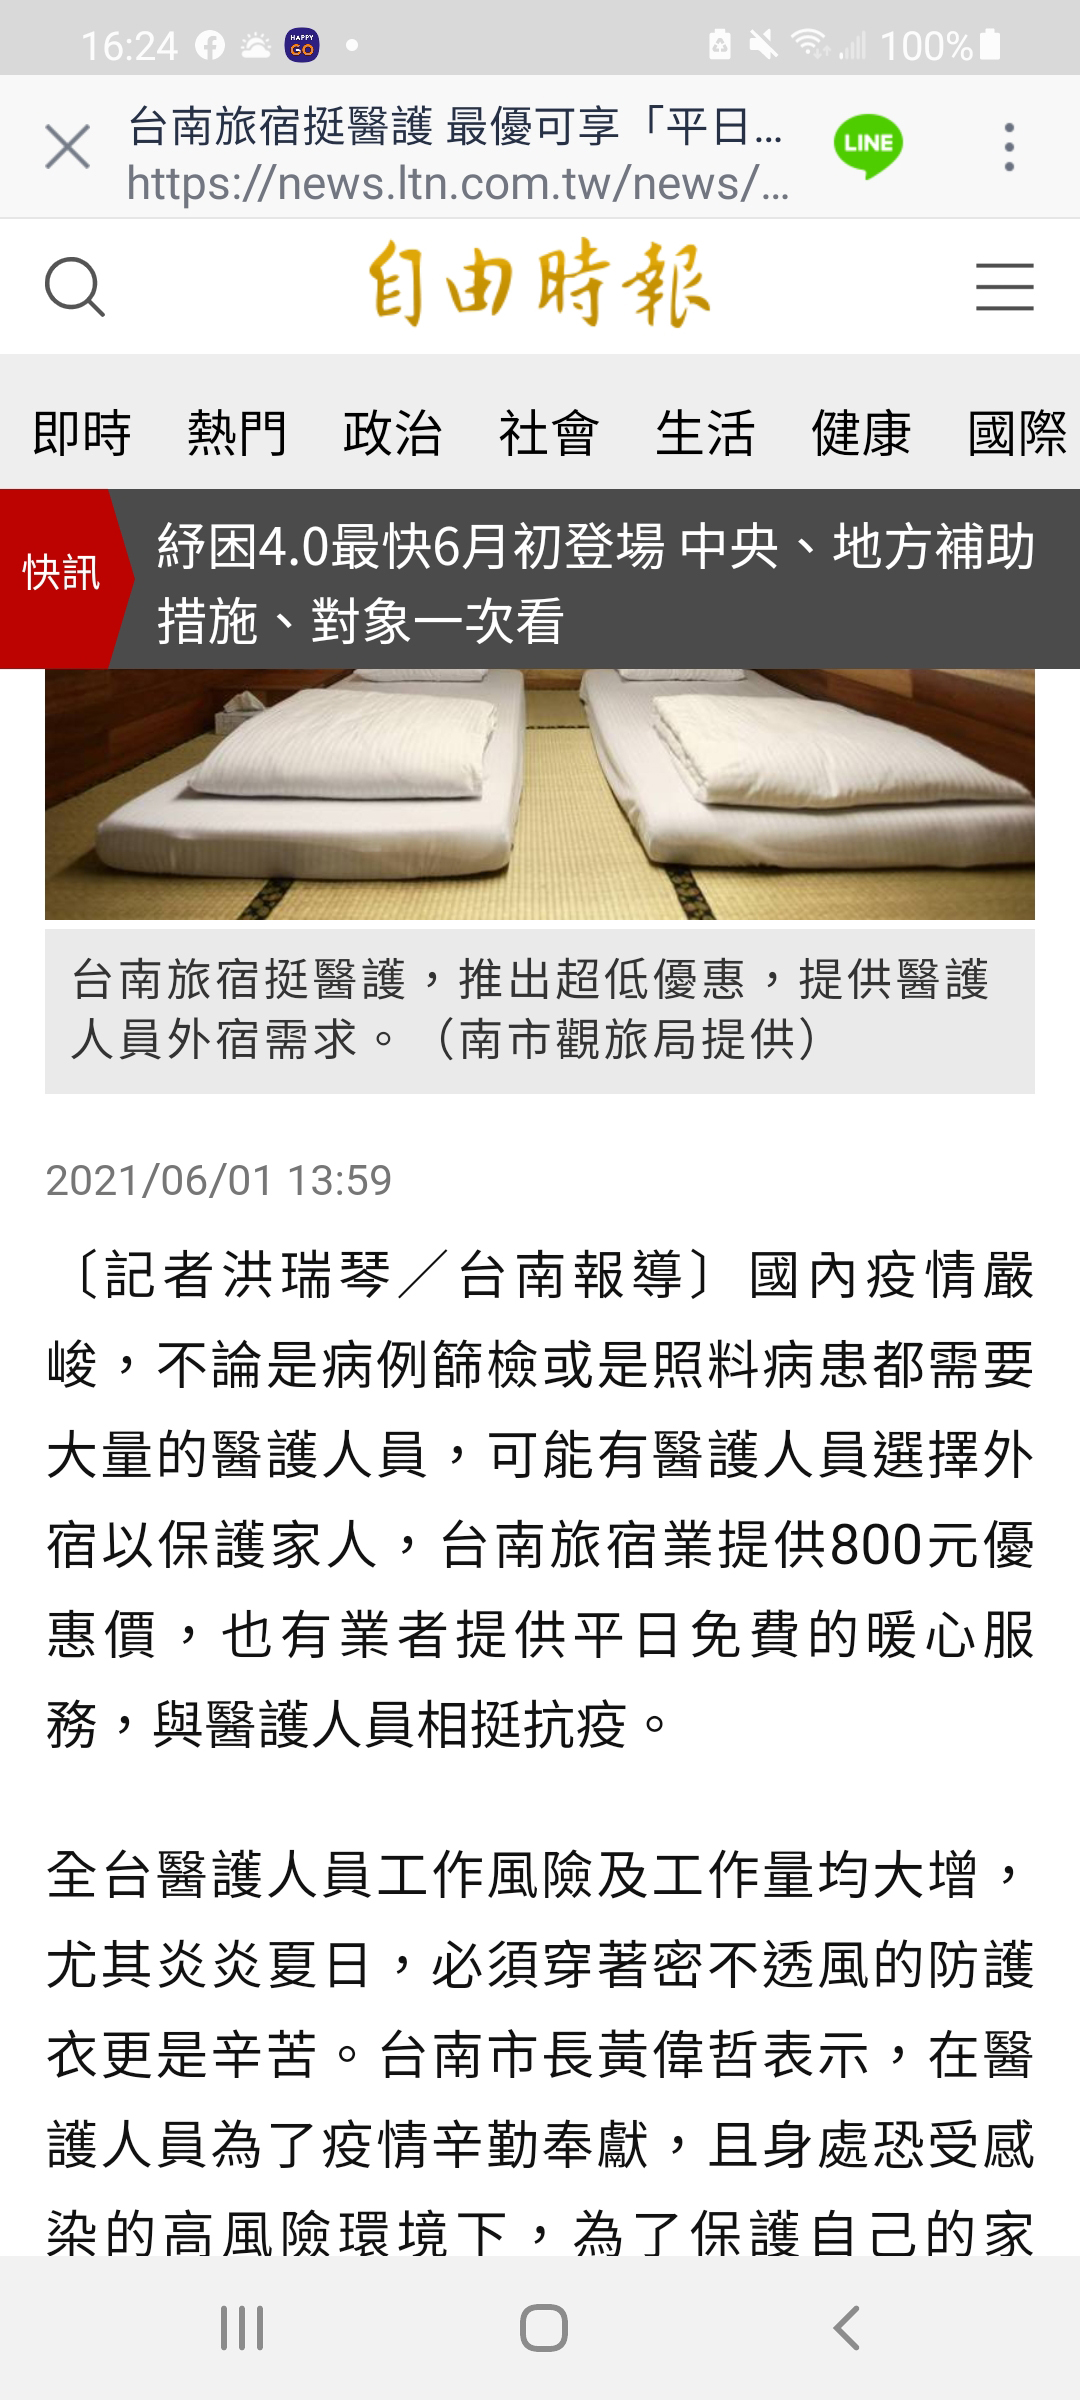 16:24
HAPPY
GO
100%
台南旅宿挺醫護 最優可享「平日...
https://news.ltn.com.tw/news/...
LINE
自由時報
即時 熱門 政治 社會 生活 健康 國際
快訊
紓困4.0最快6月初登場 中央、地方補助
措施、對象一次看
台南旅宿挺醫護，推出超低優惠，提供醫護
人員外宿需求。（南市觀旅局提供）
2021/06/01 13:59
〔記者洪瑞琴／台南報導〕國內疫情嚴
峻，不論是病例篩檢或是照料病患都需要
大量的醫護人員，可能有醫護人員選擇外
宿以保護家人，台南旅宿業提供800元優
惠價，也有業者提供平日免費的暖心服
務，與醫護人員相挺抗疫。
全台醫護人員工作風險及工作量均大增，
尤其炎炎夏日，必須穿著密不透風的防護
衣更是辛苦。台南市長黃偉哲表示，在醫
護人員為了疫情辛勤奉獻，且身處恐受感
染的高風險環境下，為了保護自己的家